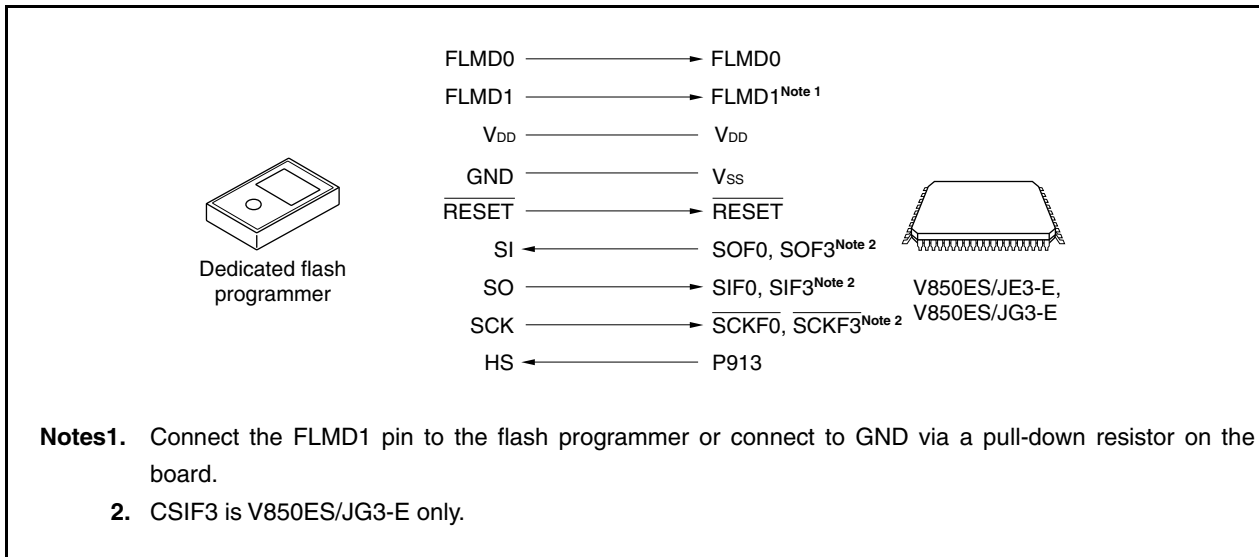 FLMD0 FLMD0
FLMD1 FLMD1Note 1
VDD VDD
GND VSS
RESET RESET
SI SOF0, SOF3Note 2
SO SIF0, SIF3Note 2
SCK SCKF0, SCKF3Note 2
HS P913
Dedicated flash
programmer
V850ES/JE3-E,
V850ES/JG3-E
Notes1. Connect the FLMD1 pin to the flash programmer or connect to GND via a pull-down resistor on the
board.
2. CSIF3 is V850ES/JG3-E only.